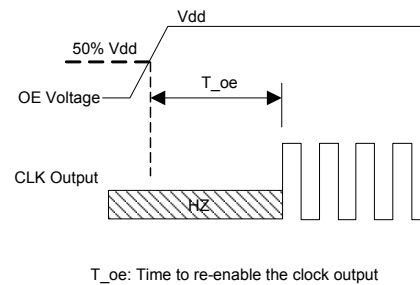 Vdd
50% Vdd
T_oe
OE Voltage
CLK Output
HZ
T_oe: Time to re-enable the clock output